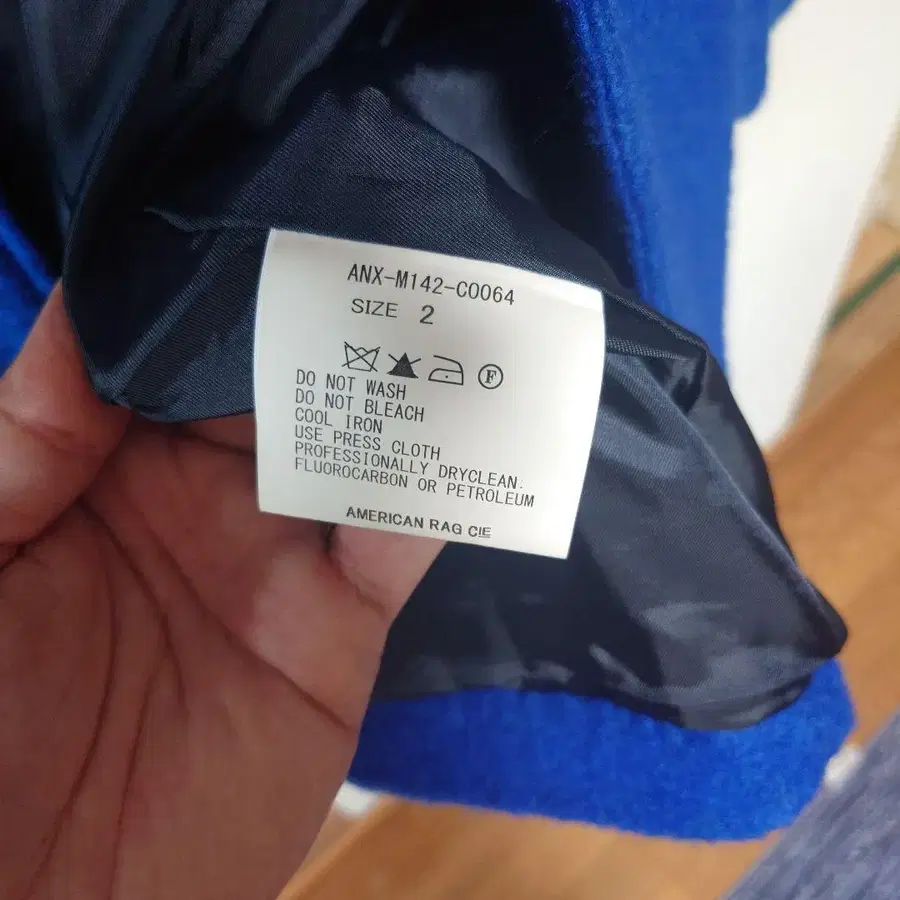 ANX-M142-C0064
SIZE 2
F
DO NOT WASH
DO NOT BLEACH
COOL IRON
USE PRESS CLOTH
PROFESSIONALLY DRYCLEAN.
FLUOROCARBON OR PETROLEUM
AMERICAN RAG CIE